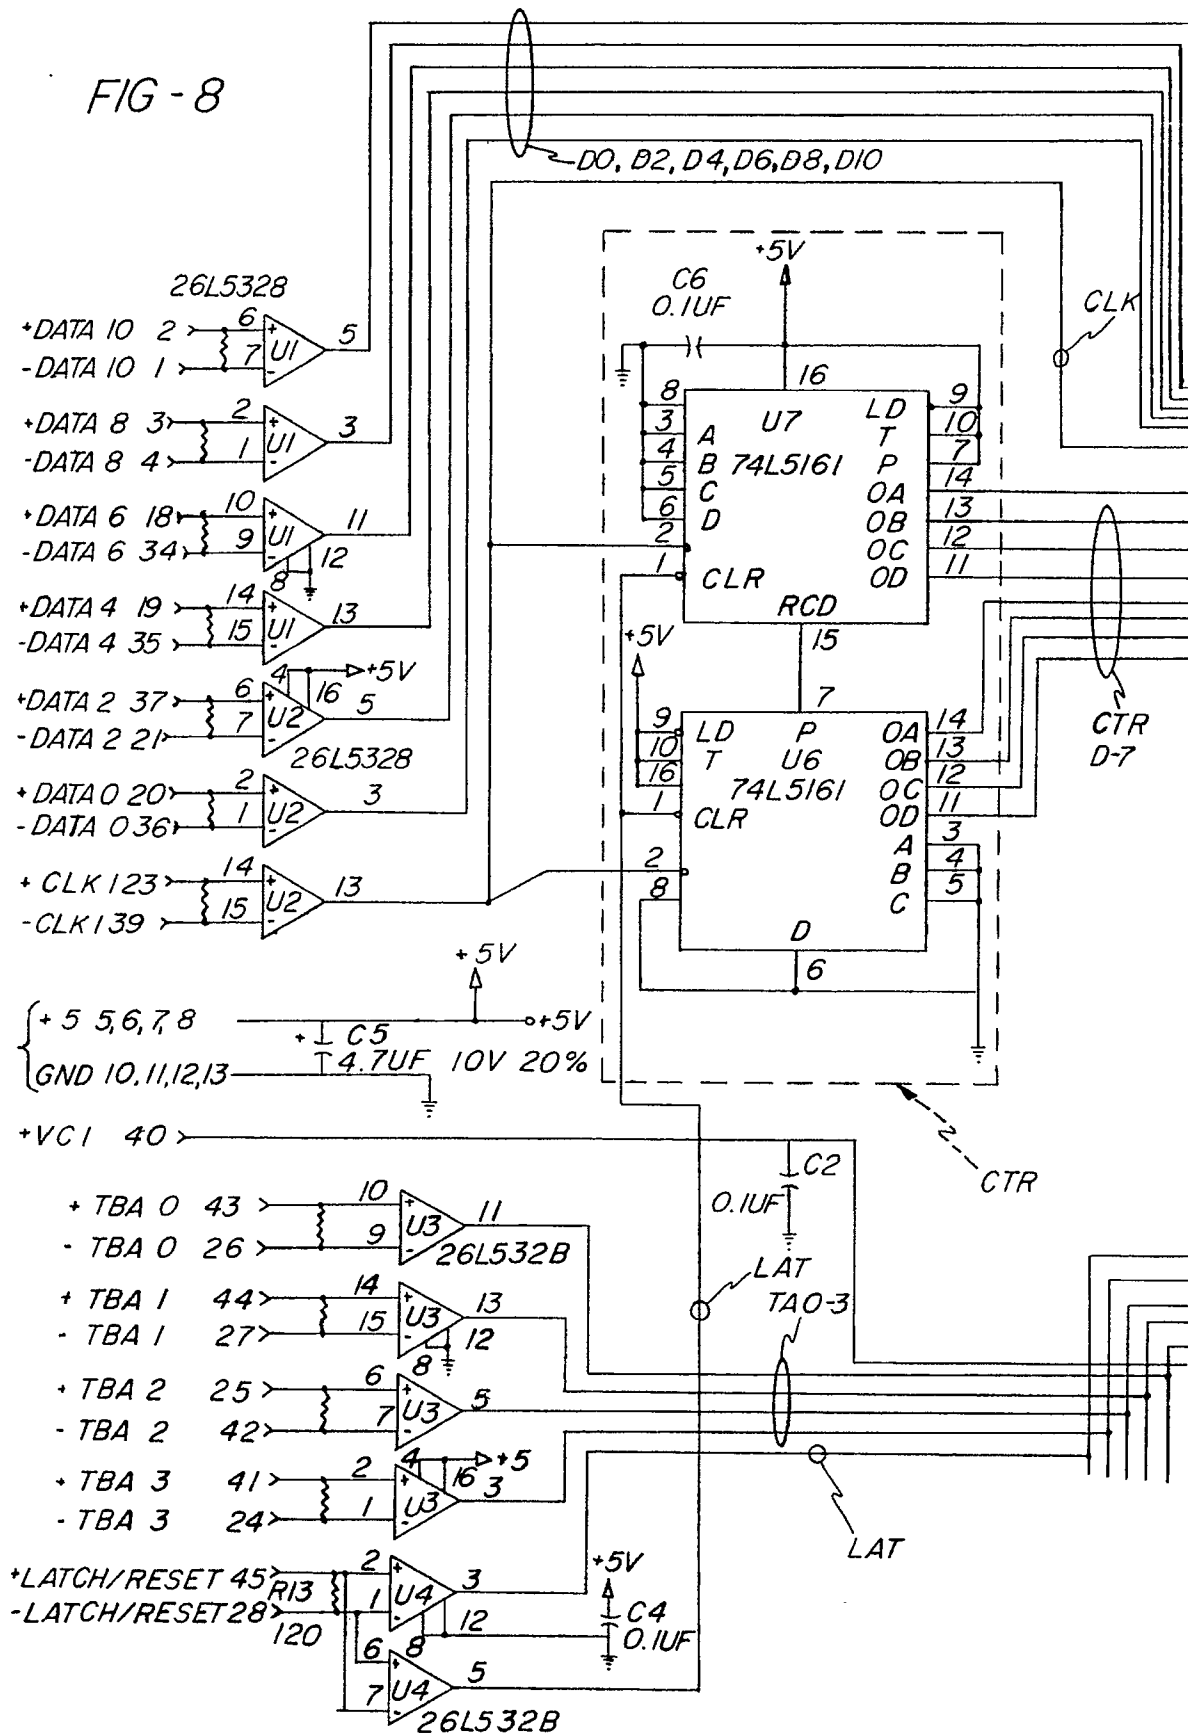 FIG - 8
D0, D2, D4, D6, D8, D10
+5V
C6
0.1UF
CLK
26L5328
+DATA 10 2
6
+
7
-
U1
5
-DATA 10 1
+DATA 8 3
2
+
1
-
U1
3
-DATA 8 4
+DATA 6 18
10
+
9
-
U1
11
8
12
-DATA 6 34
+DATA 4 19
14
+
15
-
U1
13
-DATA 4 35
4
16
+5V
+DATA 2 37
6
+
7
-
U2
5
-DATA 2 21
26L5328
+DATA 0 20
2
+
1
-
U2
3
-DATA 0 36
+ CLK 1 23
14
+
15
-
U2
13
-CLK 1 39
16
8
3
4
5
6
2
1
A
B
C
D
CLR
U7
74L5161
LD
T
P
OA
OB
OC
OD
9
10
7
14
13
12
11
RCD
15
+5V
7
9
10
16
1
2
8
LD
T
CLR
P
U6
74L5161
OA
OB
OC
OD
A
B
C
14
13
12
11
3
4
5
D
6
CTR
D-7
+5V
+ 5 5,6,7,8
+5V
+
C5
4.7UF 10V 20%
GND 10,11,12,13
CTR
+VC1 40
C2
0.1UF
+ TBA 0 43
10
+
9
-
U3
11
- TBA 0 26
26L532B
+ TBA 1 44
14
+
15
-
U3
13
8
12
- TBA 1 27
LAT
TA0-3
+ TBA 2 25
6
+
7
-
U3
5
- TBA 2 42
4
16
+5
+ TBA 3 41
2
+
1
-
U3
3
- TBA 3 24
LAT
+LATCH/RESET 45
R13
120
2
+
1
-
U4
3
8
12
-LATCH/RESET 28
+5V
C4
0.1UF
6
+
7
-
U4
5
26L532B